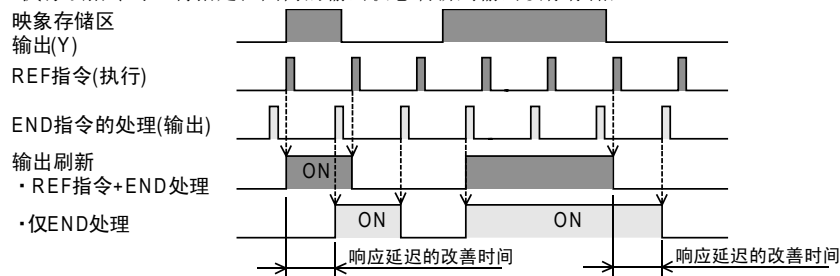 映象存储区
输出(Y)
REF指令(执行)
END指令的处理(输出)
输出刷新
・REF指令+END处理
ON
・仅END处理
ON
ON
响应延迟的改善时间
响应延迟的改善时间